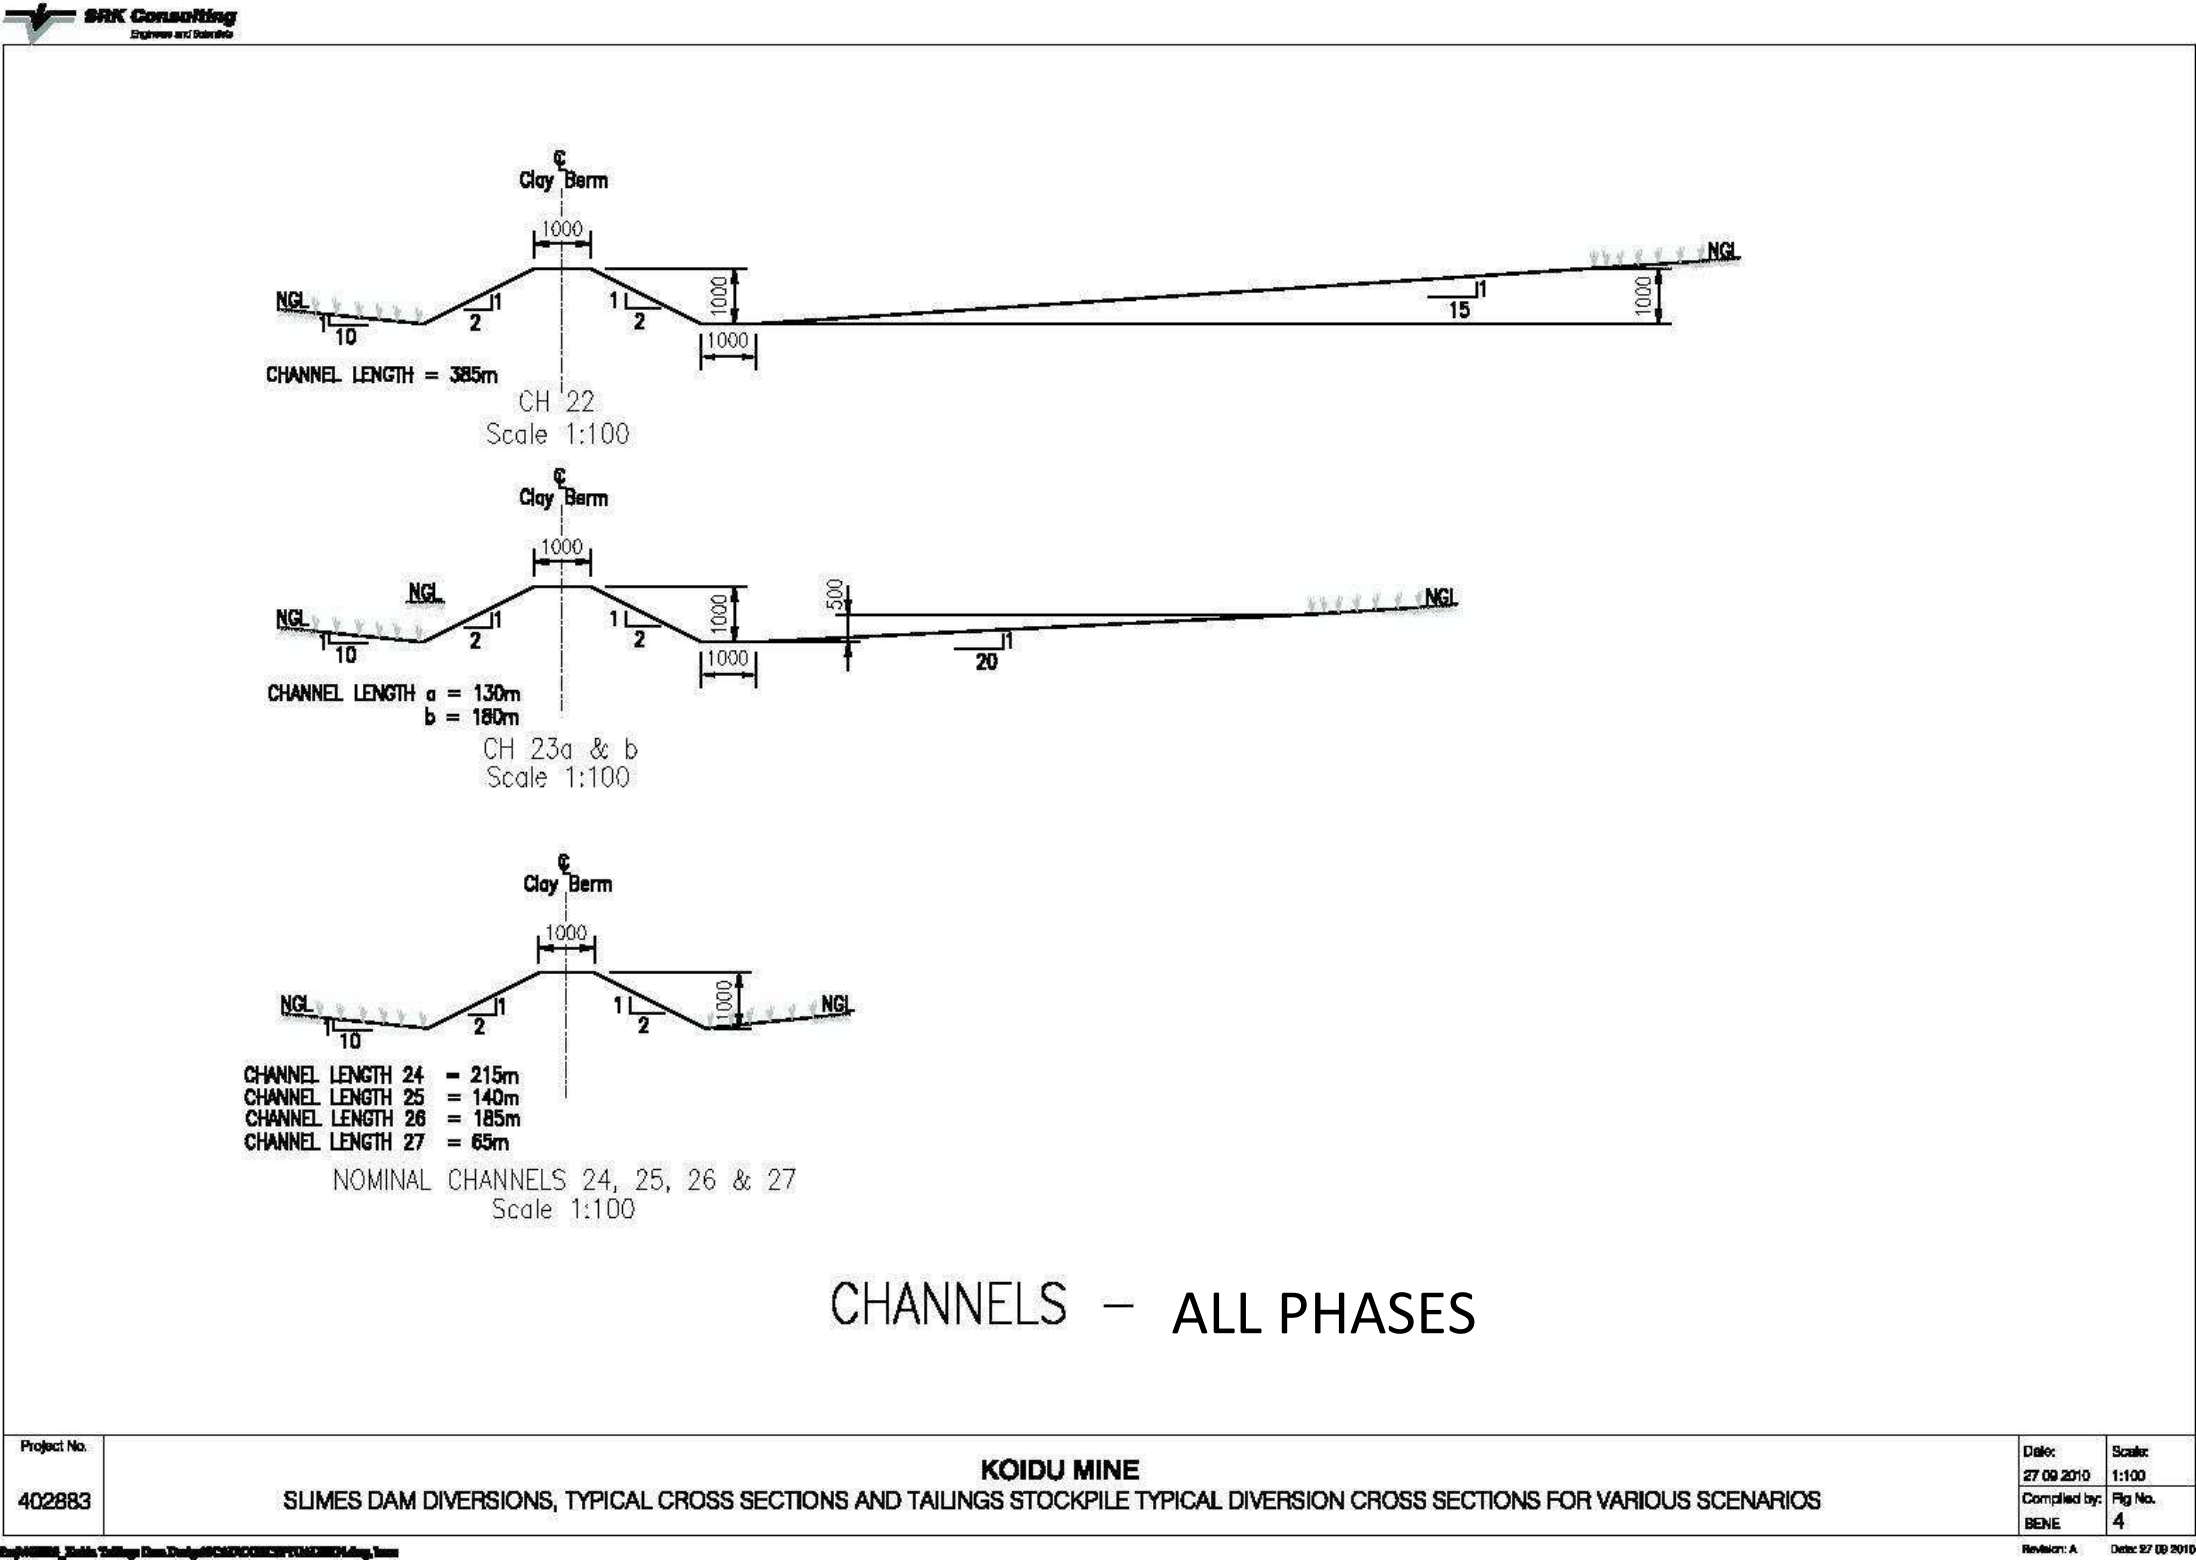 SRK Consulting
Engineers and Scientists
℄
Clay Berm
1000
NGL
1
10
1
2
1
2
1000
1000
1
15
1000
NGL
CHANNEL LENGTH = 385m
CH 22
Scale 1:100
℄
Clay Berm
1000
NGL
NGL
1
10
1
2
1
2
1000
1000
500
1
20
NGL
CHANNEL LENGTH a = 130m
b = 180m
CH 23a & b
Scale 1:100
℄
Clay Berm
1000
NGL
1
10
1
2
1
2
1000
NGL
CHANNEL LENGTH 24 = 215m
CHANNEL LENGTH 25 = 140m
CHANNEL LENGTH 26 = 185m
CHANNEL LENGTH 27 = 65m
NOMINAL CHANNELS 24, 25, 26 & 27
Scale 1:100
CHANNELS – ALL PHASES
Project No.
402883
KOIDU MINE
SLIMES DAM DIVERSIONS, TYPICAL CROSS SECTIONS AND TAILINGS STOCKPILE TYPICAL DIVERSION CROSS SECTIONS FOR VARIOUS SCENARIOS
Date:
27 09 2010
Scale:
1:100
Compiled by:
BENE
Fig No.
4
Revision: A Date: 27 09 2010